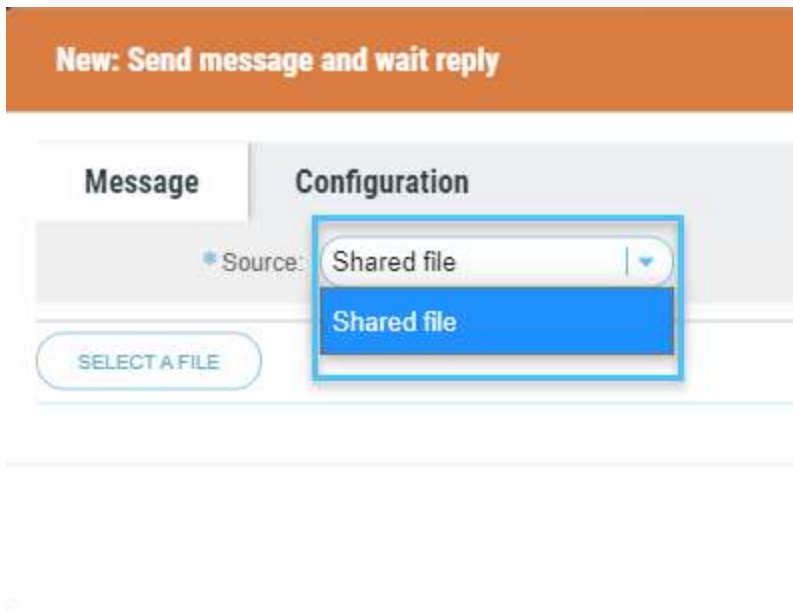 New: Send message and wait reply
Message Configuration
* Source: Shared file
Shared file
SELECT A FILE